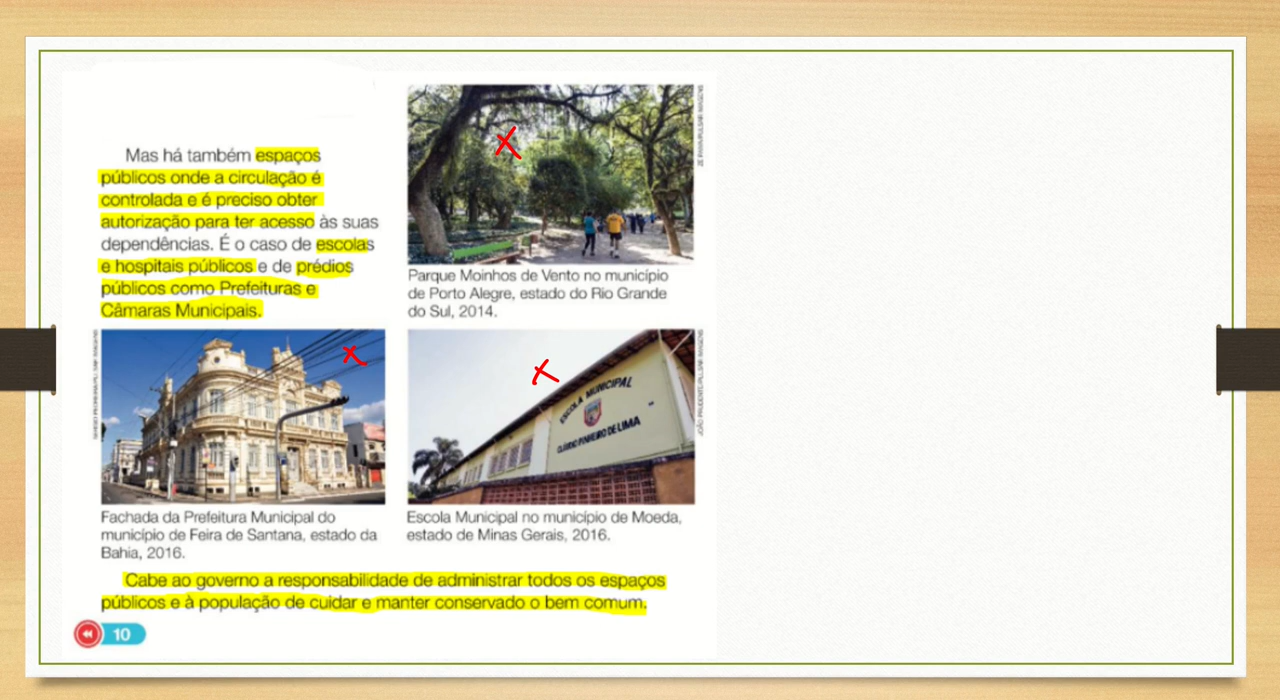 Mas há também espaços
públicos onde a circulação é
controlada e é preciso obter
autorização para ter acesso às suas
dependências. É o caso de escolas
e hospitais públicos e de prédios
públicos como Prefeituras e
Câmaras Municipais.
Parque Moinhos de Vento no município
de Porto Alegre, estado do Rio Grande
do Sul, 2014.
ESCOLA MUNICIPAL
CLÁUDIO PINHEIRO DE LIMA
Fachada da Prefeitura Municipal do
município de Feira de Santana, estado da
Bahia, 2016.
Escola Municipal no município de Moeda,
estado de Minas Gerais, 2016.
Cabe ao governo a responsabilidade de administrar todos os espaços
públicos e à população de cuidar e manter conservado o bem comum.
10